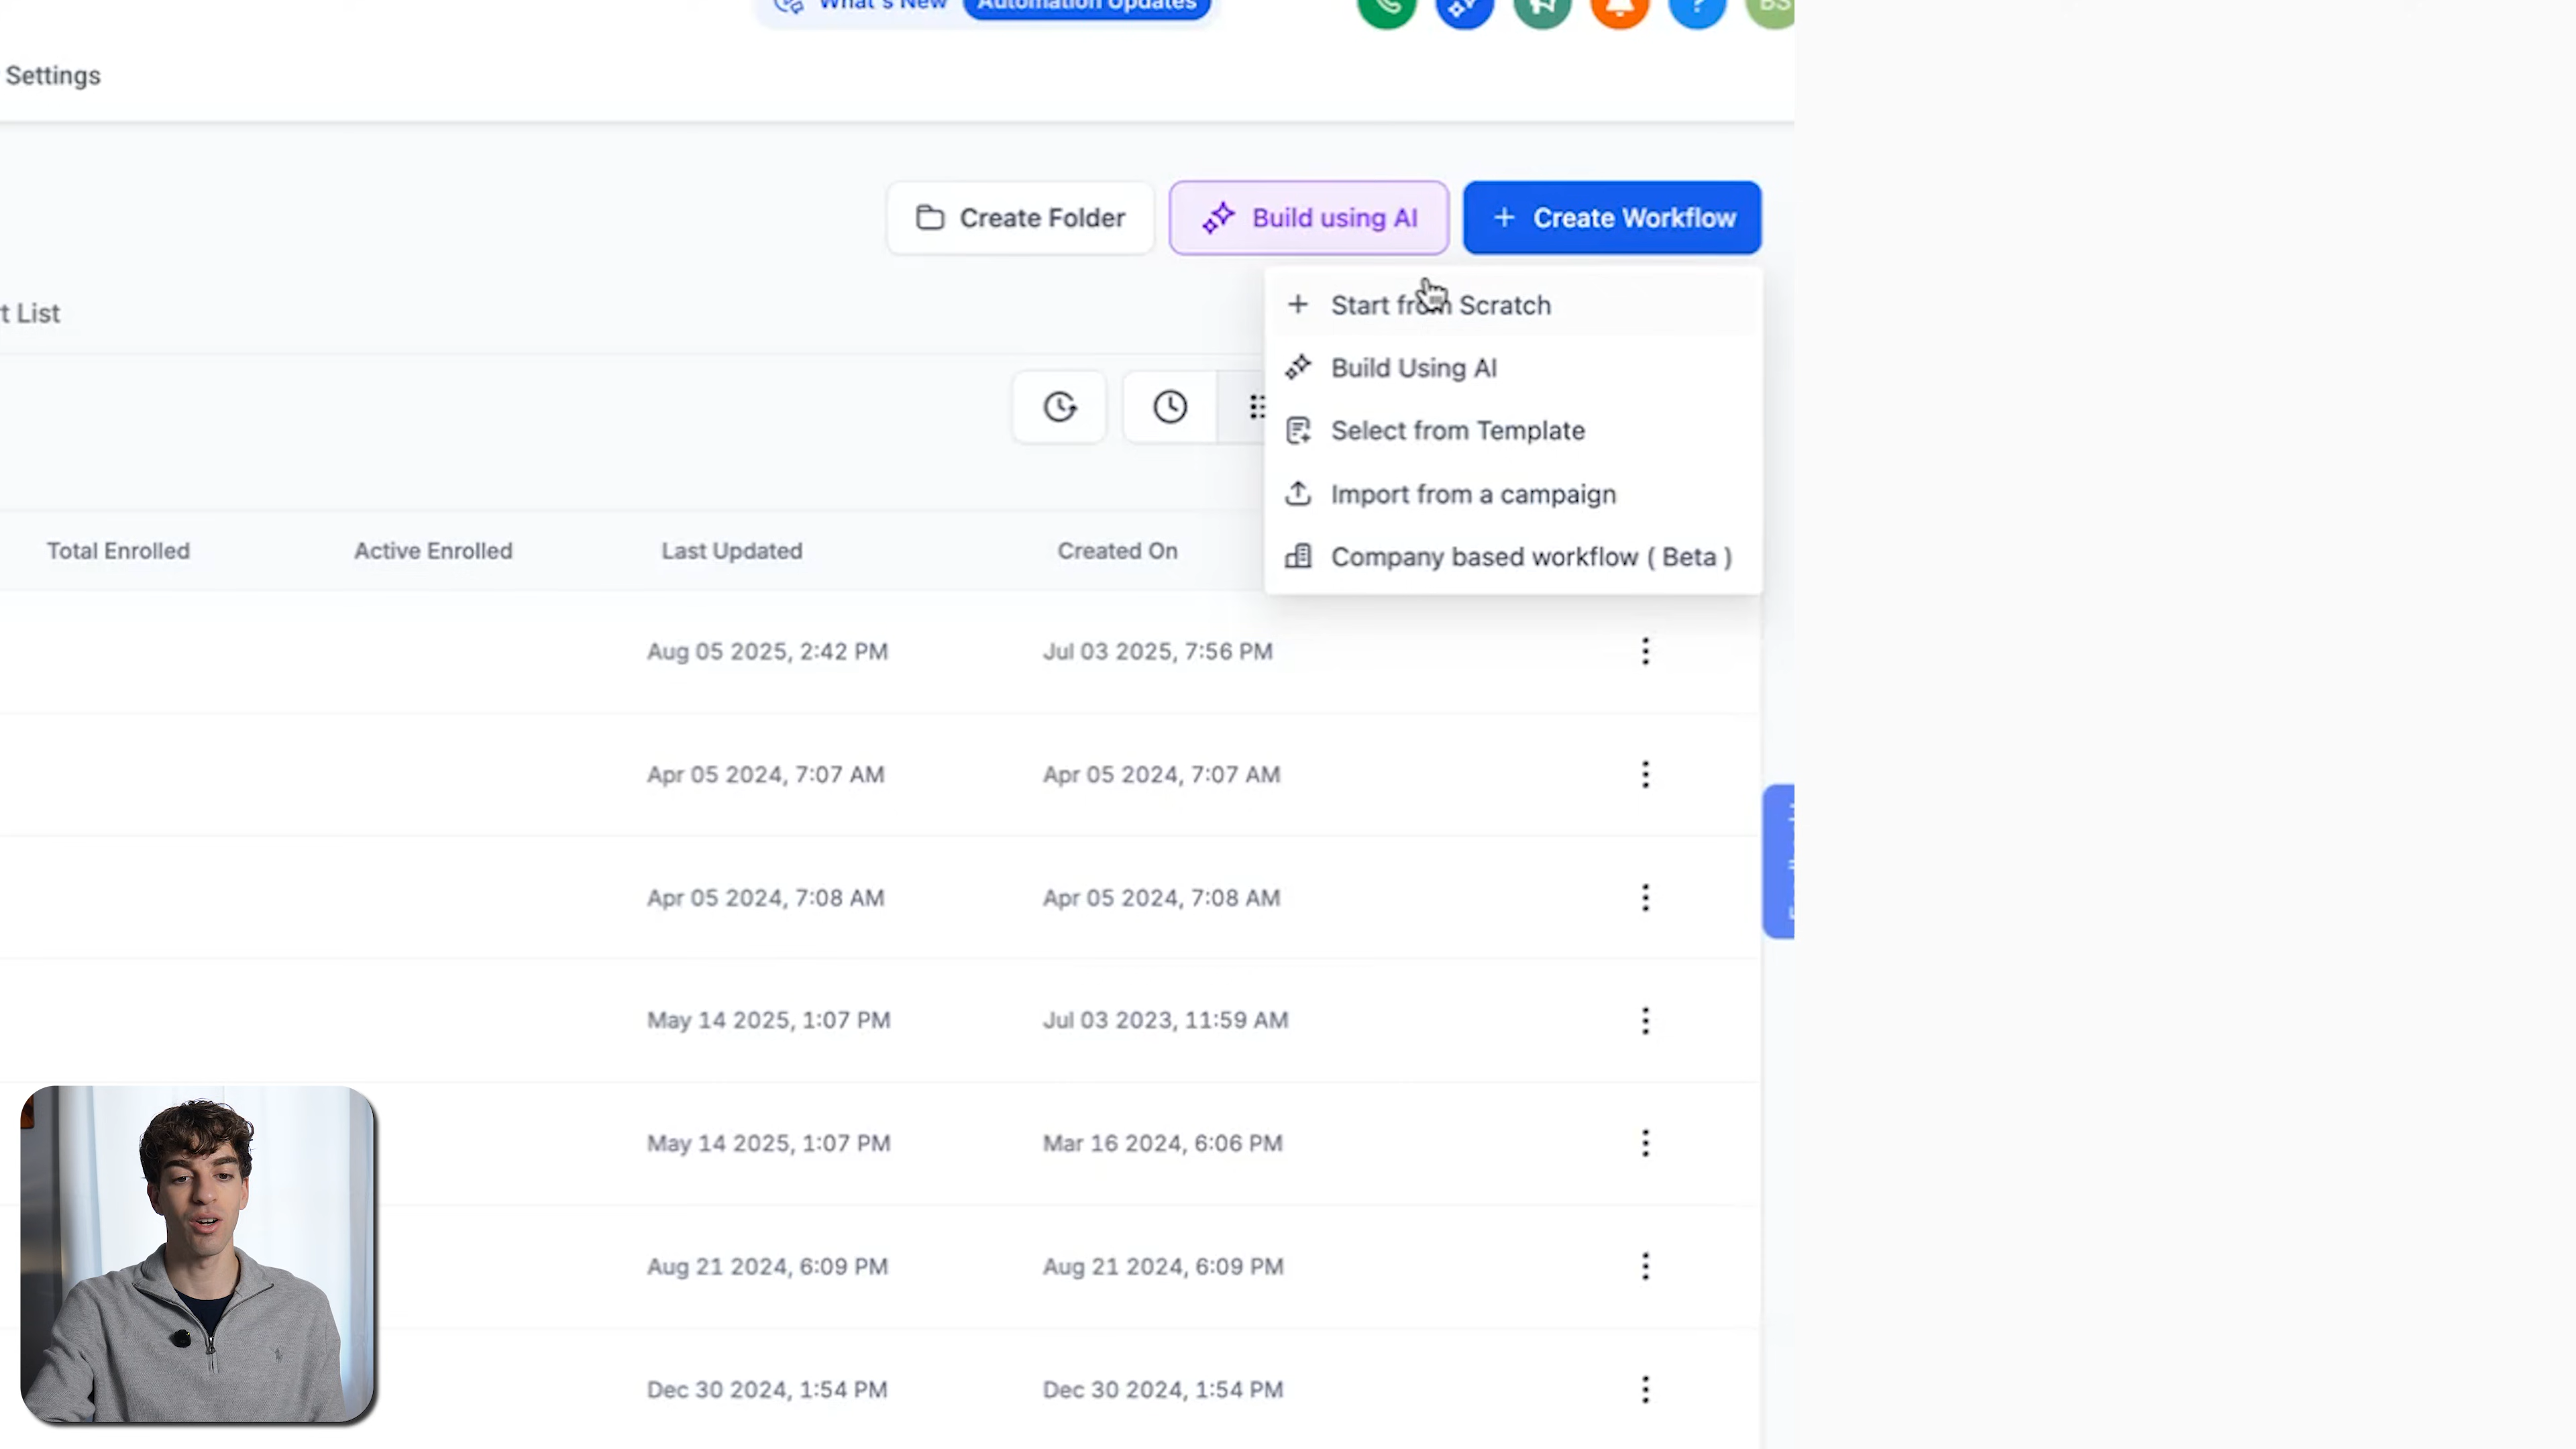 What's New Automation Updates
BS
Settings
Create Folder
Build using AI
Create Workflow
Start from Scratch
t List
Build Using AI
Select from Template
Import from a campaign
Company based workflow ( Beta )
Total Enrolled
Active Enrolled
Last Updated
Created On
Aug 05 2025, 2:42 PM
Jul 03 2025, 7:56 PM
Apr 05 2024, 7:07 AM
Apr 05 2024, 7:07 AM
Apr 05 2024, 7:08 AM
Apr 05 2024, 7:08 AM
May 14 2025, 1:07 PM
Jul 03 2023, 11:59 AM
May 14 2025, 1:07 PM
Mar 16 2024, 6:06 PM
Aug 21 2024, 6:09 PM
Aug 21 2024, 6:09 PM
Dec 30 2024, 1:54 PM
Dec 30 2024, 1:54 PM